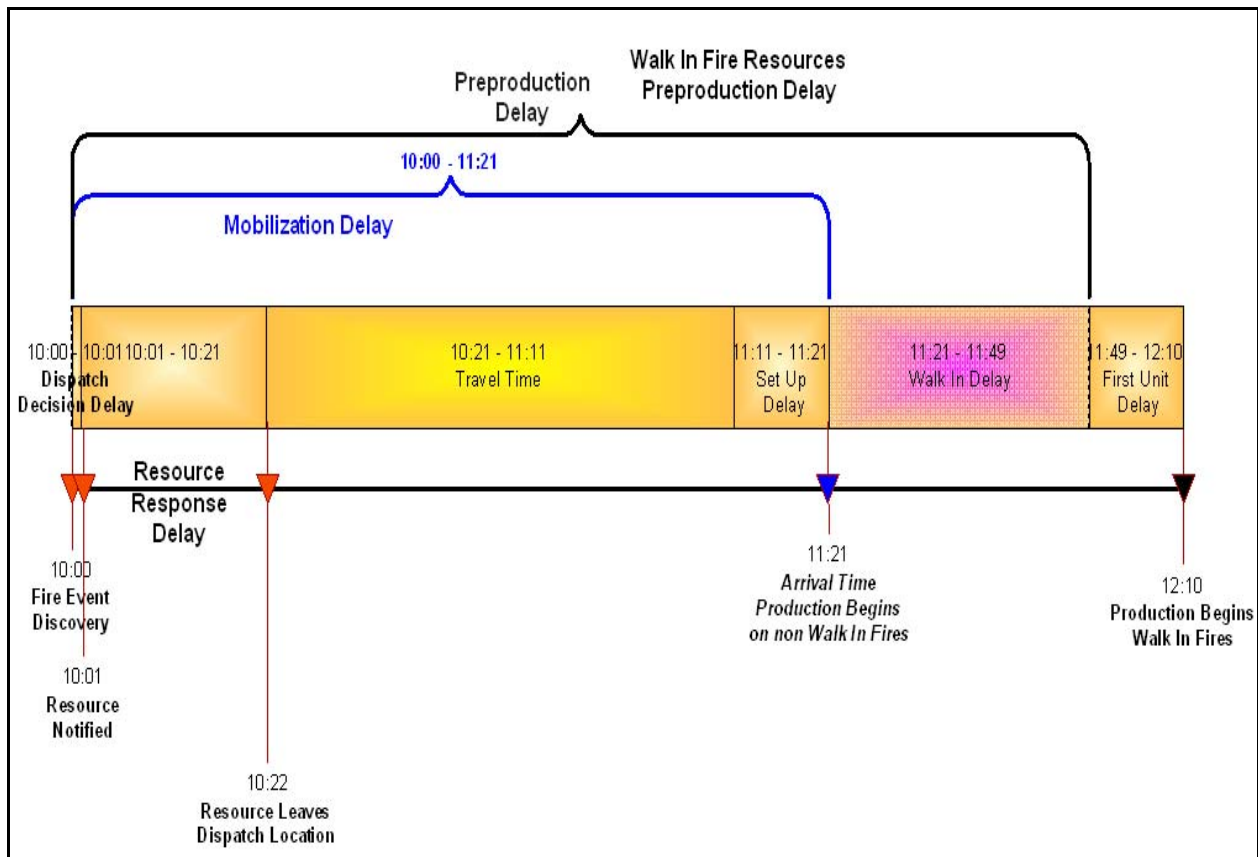 Walk In Fire Resources
Preproduction Delay
Preproduction
Delay
10:00 - 11:21
Mobilization Delay
10:00 - 10:01
Dispatch
Decision Delay
10:01 - 10:21
10:21 - 11:11
Travel Time
11:11 - 11:21
Set Up
Delay
11:21 - 11:49
Walk In Delay
11:49 - 12:10
First Unit
Delay
Resource
Response
Delay
10:00
Fire Event
Discovery
10:01
Resource
Notified
10:22
Resource Leaves
Dispatch Location
11:21
Arrival Time
Production Begins
on non Walk In Fires
12:10
Production Begins
Walk In Fires